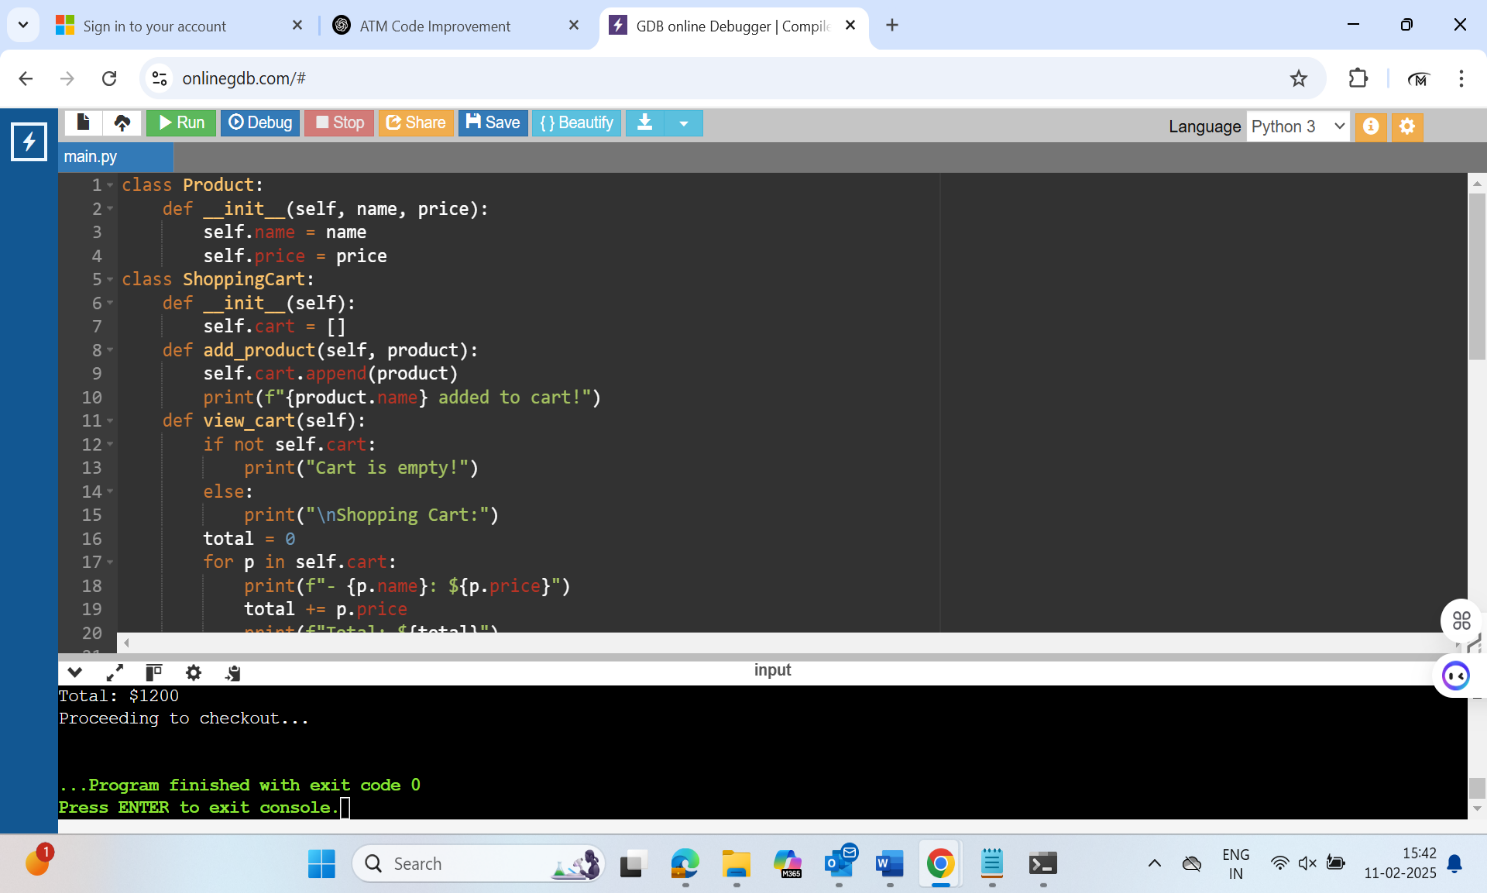 Sign in to your account
ATM Code Improvement
GDB online Debugger | Compile
onlinegdb.com/#
Run
Debug
Stop
Share
Save
{ } Beautify
Language
Python 3
main.py
1 class Product:
2     def __init__(self, name, price):
3         self.name = name
4         self.price = price
5 class ShoppingCart:
6     def __init__(self):
7         self.cart = []
8     def add_product(self, product):
9         self.cart.append(product)
10         print(f"{product.name} added to cart!")
11     def view_cart(self):
12         if not self.cart:
13             print("Cart is empty!")
14         else:
15             print("\nShopping Cart:")
16         total = 0
17         for p in self.cart:
18             print(f"- {p.name}: ${p.price}")
19             total += p.price
20             print(f"Total: ${total}")
input
Total: $1200
Proceeding to checkout...
...Program finished with exit code 0
Press ENTER to exit console.
1
Search
M365
ENG
IN
15:42
11-02-2025